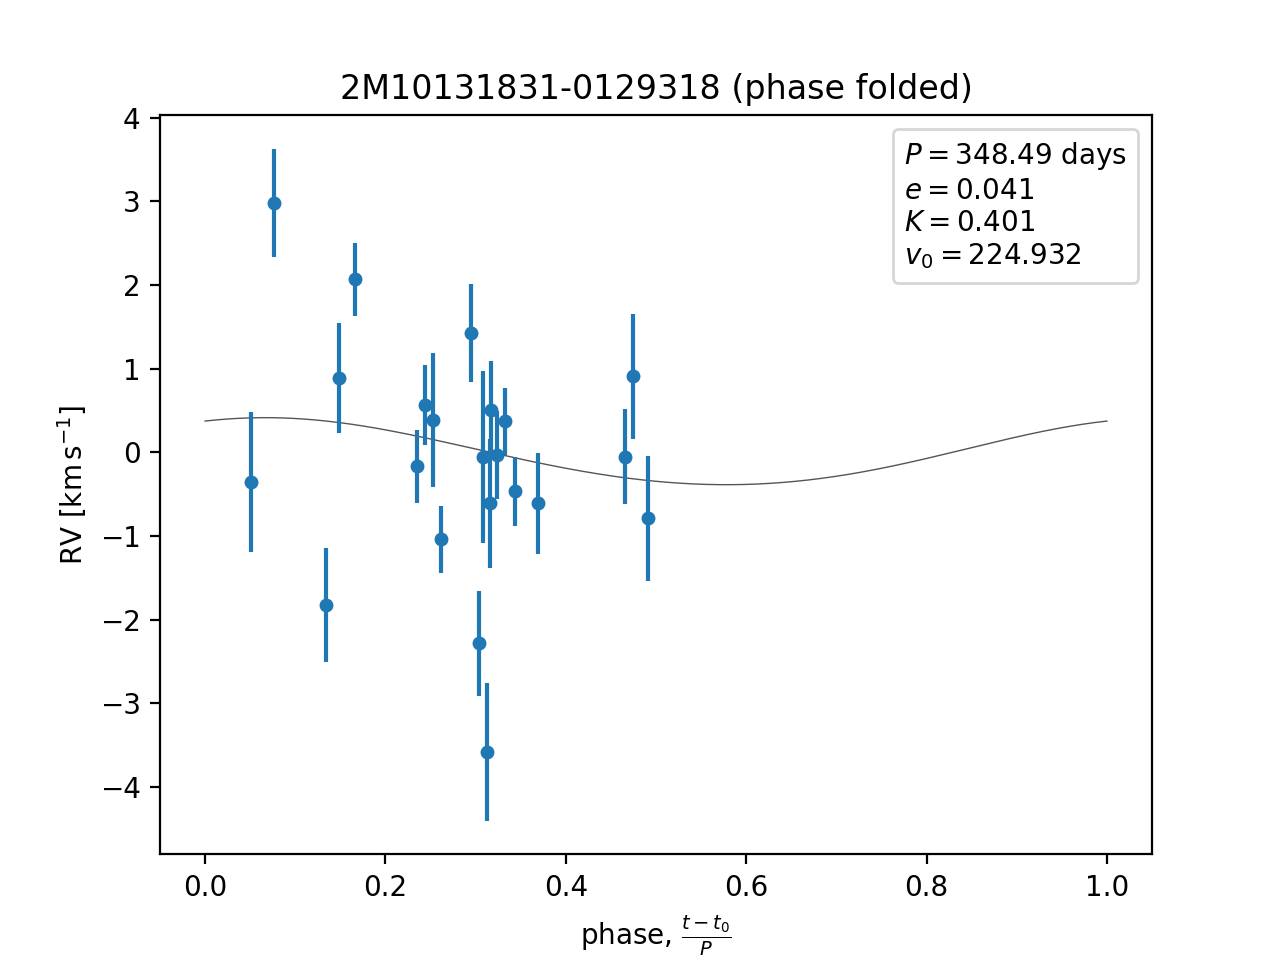 2M10131831-0129318 (phase folded)
P = 348.49 days
e = 0.041
K = 0.401
v₀ = 224.932
4
3
2
1
0
−1
−2
−3
−4
RV [km s⁻¹]
0.0 0.2 0.4 0.6 0.8 1.0
phase, (t − t₀)/P